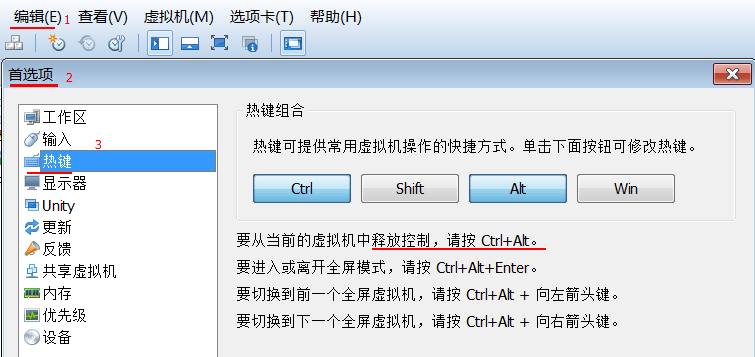 编辑(E) 1 查看(V) 虚拟机(M) 选项卡(T) 帮助(H)
首选项 2
工作区
输入
3
热键
显示器
Unity
更新
反馈
共享虚拟机
内存
优先级
设备
热键组合
热键可提供常用虚拟机操作的快捷方式。单击下面按钮可修改热键。
Ctrl Shift Alt Win
要从当前的虚拟机中释放控制，请按 Ctrl+Alt。
要进入或离开全屏模式，请按 Ctrl+Alt+Enter。
要切换到前一个全屏虚拟机，请按 Ctrl+Alt + 向左箭头键。
要切换到下一个全屏虚拟机，请按 Ctrl+Alt + 向右箭头键。